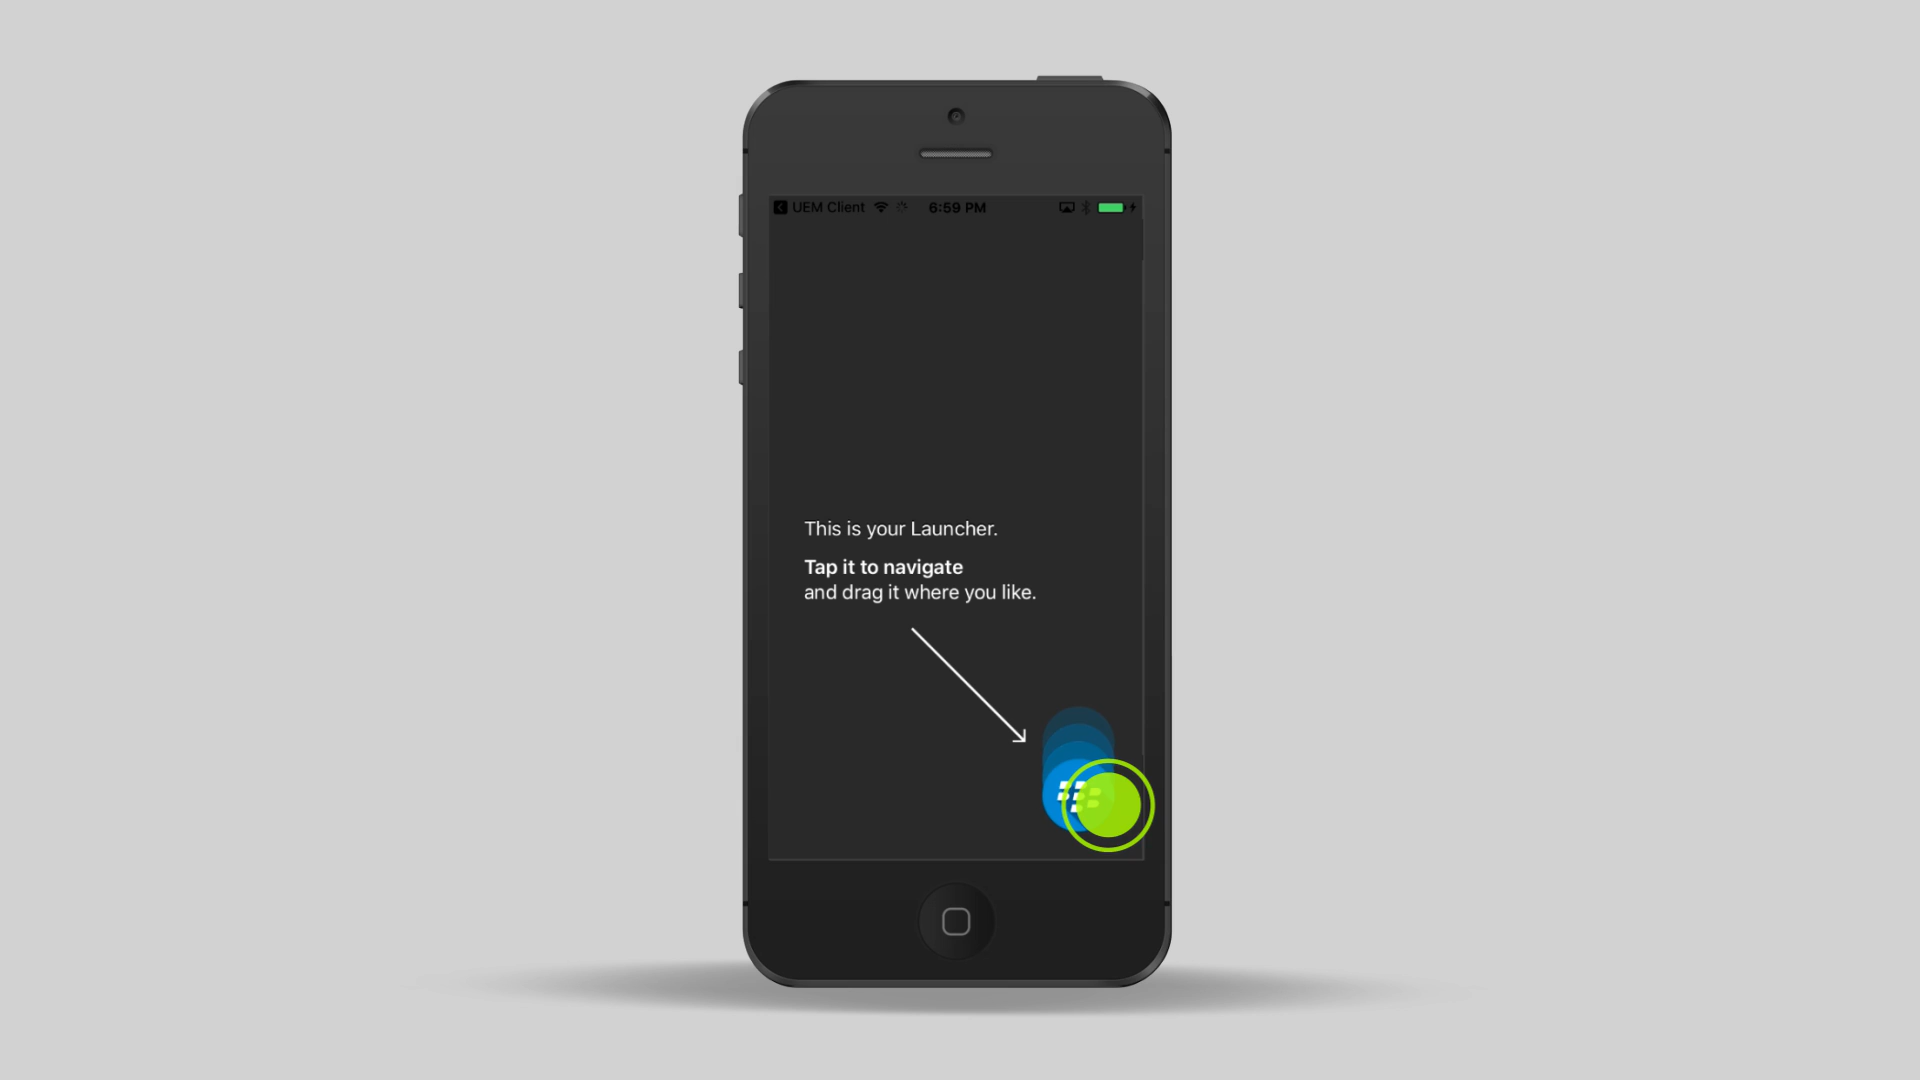 UEM Client 6:59 PM
This is your Launcher.
Tap it to navigate
and drag it where you like.